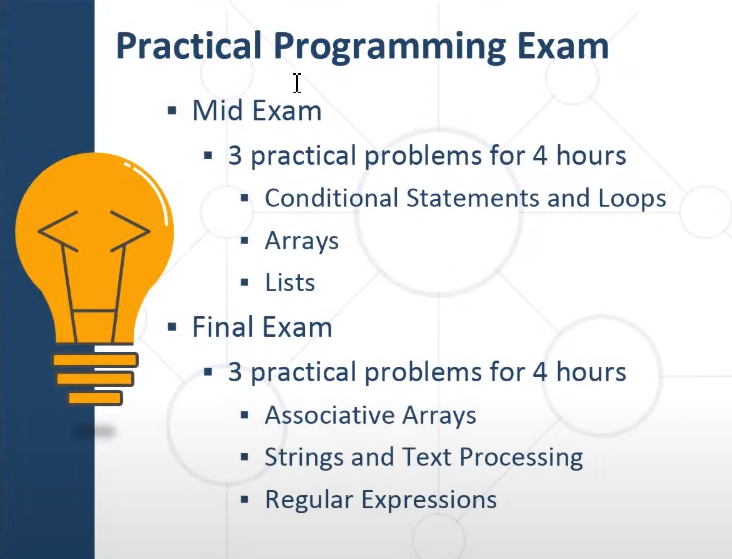 Practical Programming Exam
▪ Mid Exam
▪ 3 practical problems for 4 hours
▪ Conditional Statements and Loops
▪ Arrays
▪ Lists
▪ Final Exam
▪ 3 practical problems for 4 hours
▪ Associative Arrays
▪ Strings and Text Processing
▪ Regular Expressions